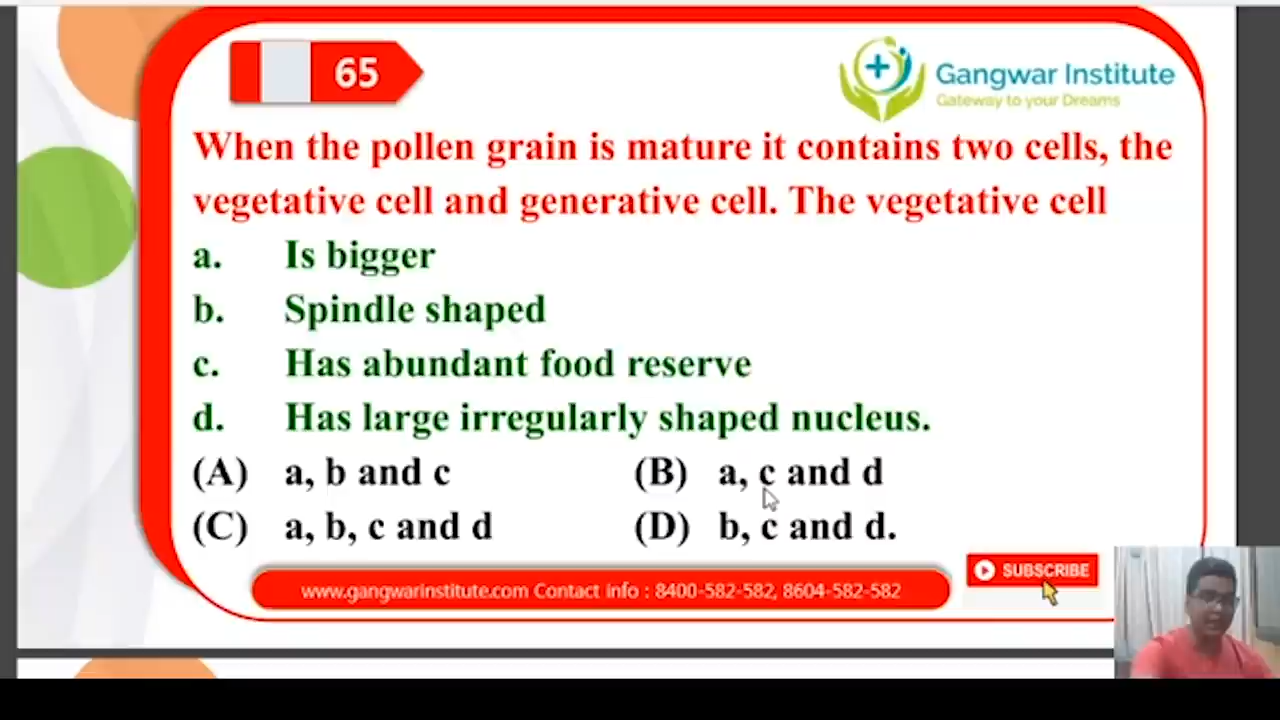 65
Gangwar Institute
Gateway to your Dreams
When the pollen grain is mature it contains two cells, the
vegetative cell and generative cell. The vegetative cell
a. Is bigger
b. Spindle shaped
c. Has abundant food reserve
d. Has large irregularly shaped nucleus.
(A) a, b and c (B) a, c and d
(C) a, b, c and d (D) b, c and d.
www.gangwarinstitute.com Contact info : 8400-582-582, 8604-582-582
SUBSCRIBE